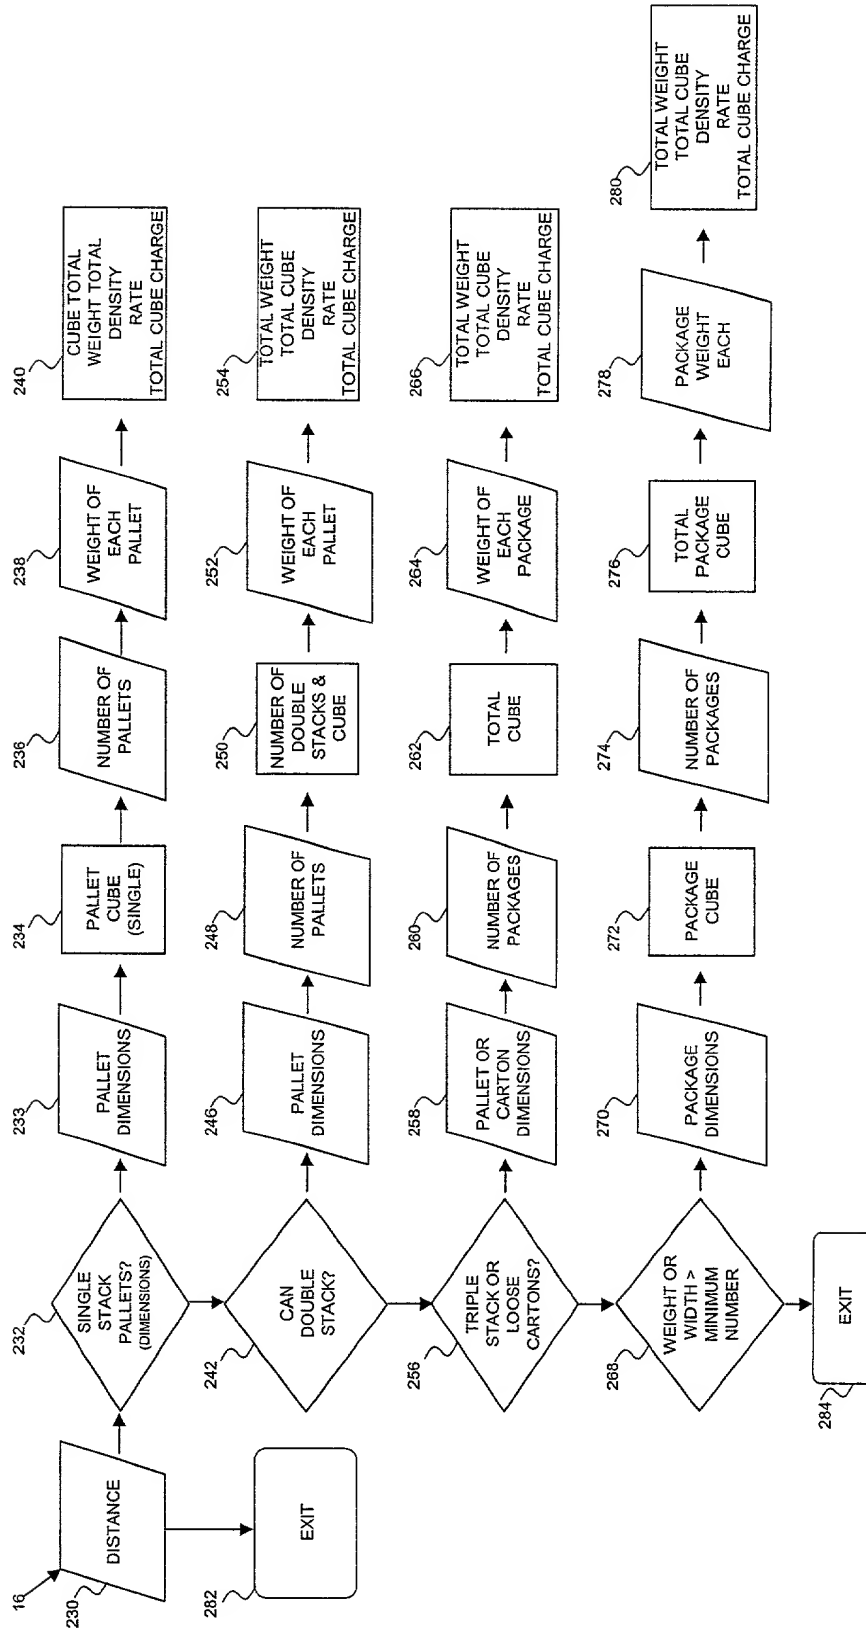 16
230
DISTANCE
282
EXIT
232
SINGLE
STACK
PALLETS?
(DIMENSIONS)
233
PALLET
DIMENSIONS
234
PALLET
CUBE
(SINGLE)
236
NUMBER OF
PALLETS
238
WEIGHT OF
EACH
PALLET
240
CUBE TOTAL
WEIGHT TOTAL
DENSITY
RATE
TOTAL CUBE CHARGE
242
CAN
DOUBLE
STACK?
246
PALLET
DIMENSIONS
248
NUMBER OF
PALLETS
250
NUMBER OF
DOUBLE
STACKS &
CUBE
252
WEIGHT OF
EACH
PALLET
254
TOTAL WEIGHT
TOTAL CUBE
DENSITY
RATE
TOTAL CUBE CHARGE
256
TRIPLE
STACK OR
LOOSE
CARTONS?
258
PALLET OR
CARTON
DIMENSIONS
260
NUMBER OF
PACKAGES
262
TOTAL
CUBE
264
WEIGHT OF
EACH
PACKAGE
266
TOTAL WEIGHT
TOTAL CUBE
DENSITY
RATE
TOTAL CUBE CHARGE
268
WEIGHT OR
WIDTH >
MINIMUM
NUMBER
270
PACKAGE
DIMENSIONS
272
PACKAGE
CUBE
274
NUMBER OF
PACKAGES
276
TOTAL
PACKAGE
CUBE
278
PACKAGE
WEIGHT
EACH
280
TOTAL WEIGHT
TOTAL CUBE
DENSITY
RATE
TOTAL CUBE CHARGE
284
EXIT